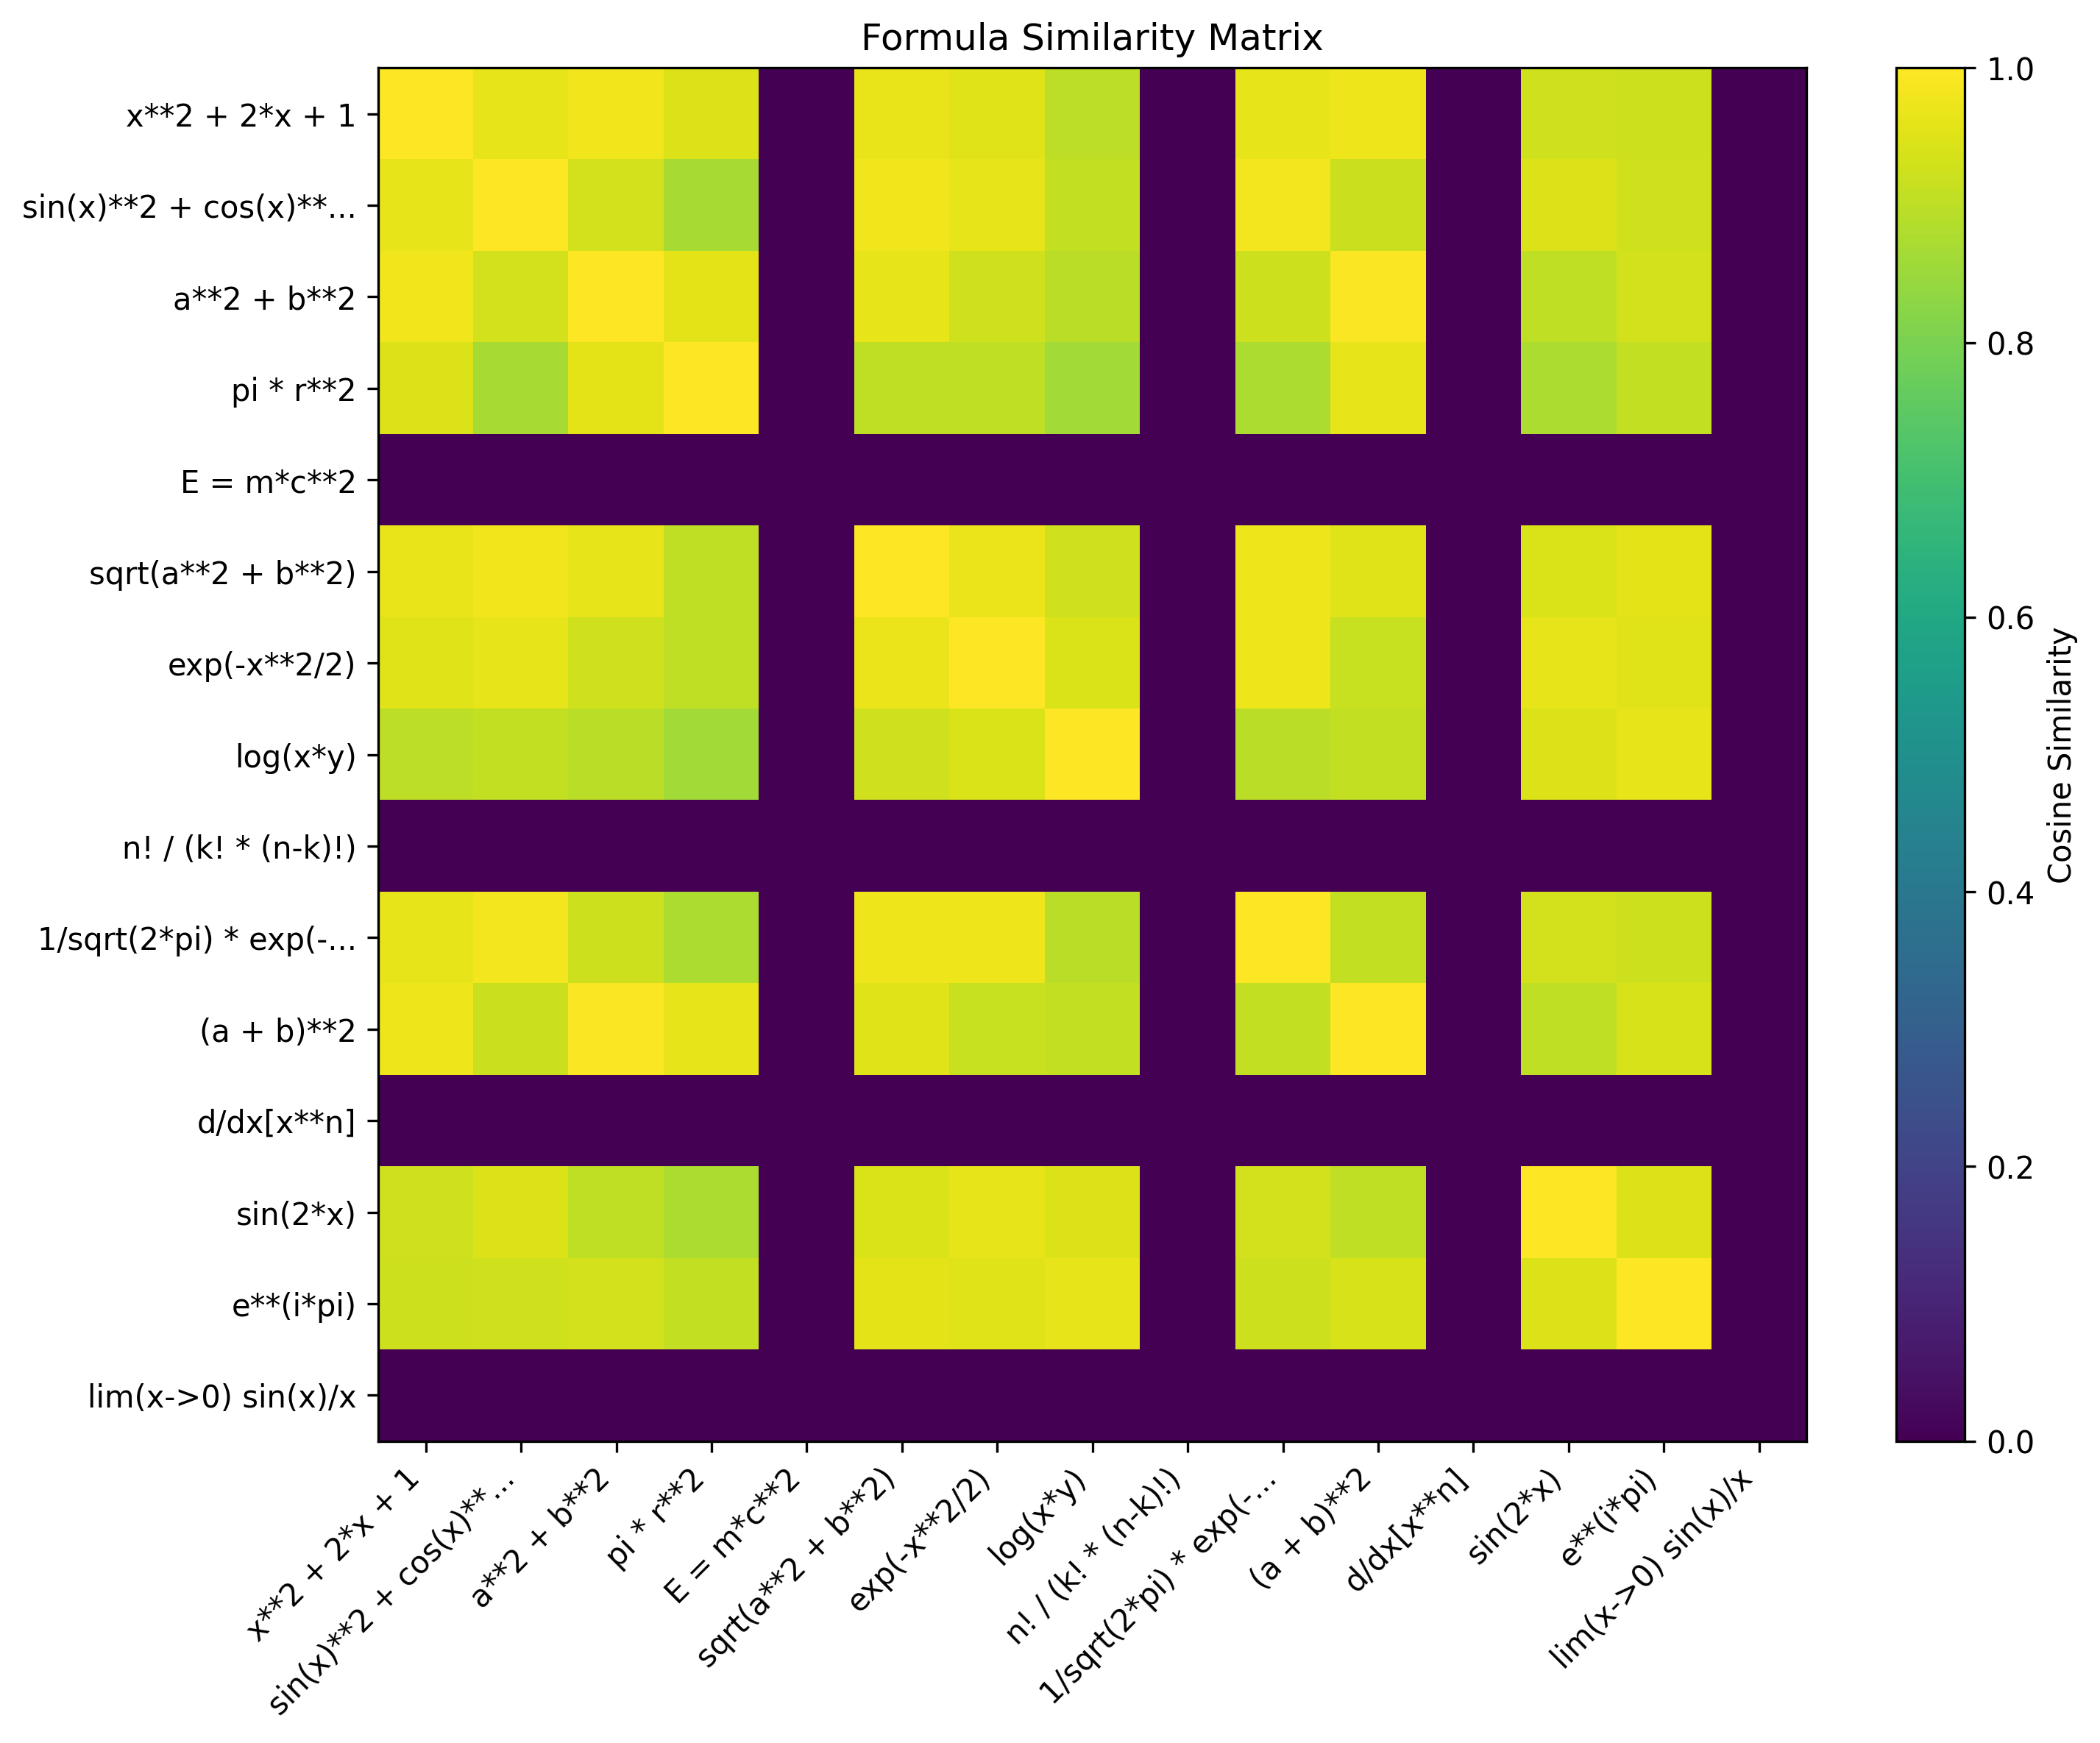 Formula Similarity Matrix
x**2 + 2*x + 1
sin(x)**2 + cos(x)**...
a**2 + b**2
pi * r**2
E = m*c**2
sqrt(a**2 + b**2)
exp(-x**2/2)
log(x*y)
n! / (k! * (n-k)!)
1/sqrt(2*pi) * exp(-...
(a + b)**2
d/dx[x**n]
sin(2*x)
e**(i*pi)
lim(x->0) sin(x)/x
x**2 + 2*x + 1
sin(x)**2 + cos(x)**...
a**2 + b**2
pi * r**2
E = m*c**2
sqrt(a**2 + b**2)
exp(-x**2/2)
log(x*y)
n! / (k! * (n-k)!)
1/sqrt(2*pi) * exp(-...
(a + b)**2
d/dx[x**n]
sin(2*x)
e**(i*pi)
lim(x->0) sin(x)/x
1.0
0.8
0.6
0.4
0.2
0.0
Cosine Similarity